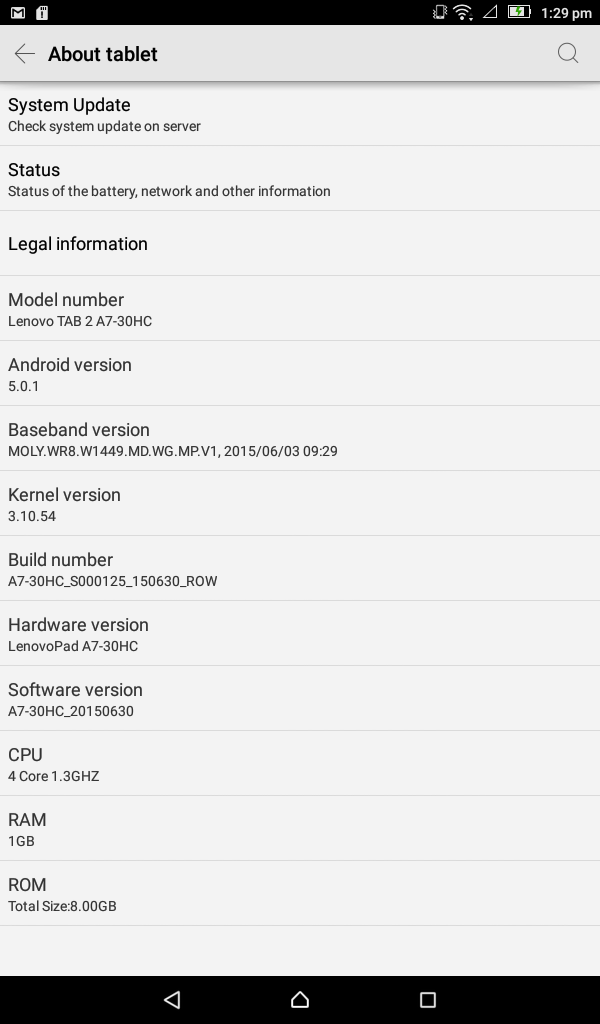 1:29 pm
About tablet
System Update
Check system update on server
Status
Status of the battery, network and other information
Legal information
Model number
Lenovo TAB 2 A7-30HC
Android version
5.0.1
Baseband version
MOLY.WR8.W1449.MD.WG.MP.V1, 2015/06/03 09:29
Kernel version
3.10.54
Build number
A7-30HC_S000125_150630_ROW
Hardware version
LenovoPad A7-30HC
Software version
A7-30HC_20150630
CPU
4 Core 1.3GHZ
RAM
1GB
ROM
Total Size:8.00GB